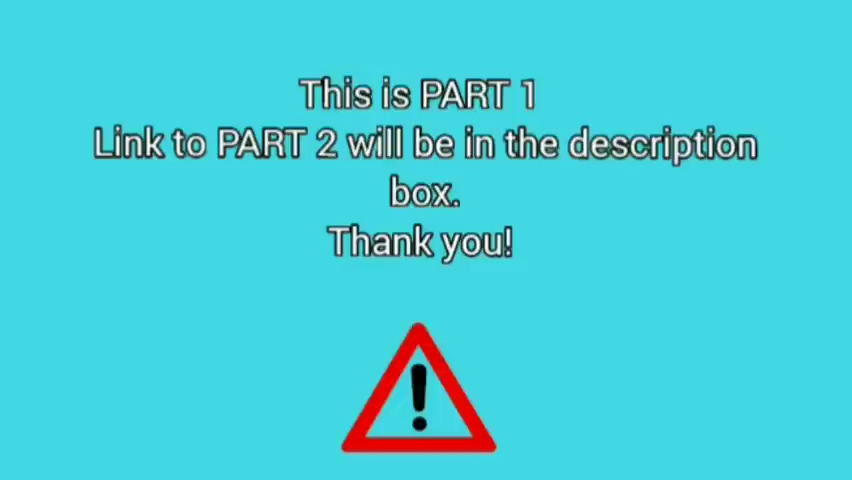 This is PART 1
Link to PART 2 will be in the description
box.
Thank you!